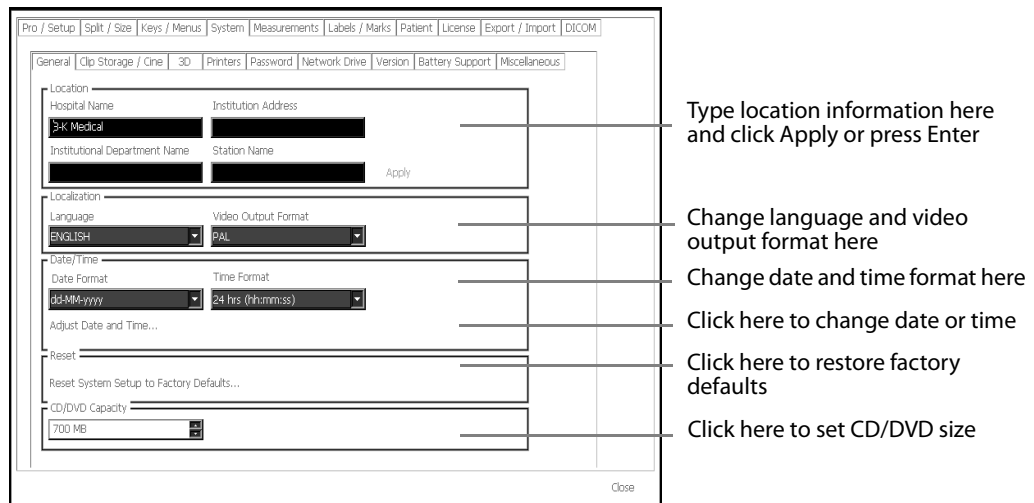 Pro / Setup Split / Size Keys / Menus System Measurements Labels / Marks Patient License Export / Import DICOM
General Clip Storage / Cine 3D Printers Password Network Drive Version Battery Support Miscellaneous
Location
Hospital Name Institution Address
B-K Medical
Institutional Department Name Station Name
Apply
Type location information here
and click Apply or press Enter
Localization
Language Video Output Format
ENGLISH PAL
Change language and video
output format here
Date/Time
Date Format Time Format
dd-MM-yyyy 24 hrs (hh:mm:ss)
Change date and time format here
Adjust Date and Time...
Click here to change date or time
Reset
Reset System Setup to Factory Defaults...
Click here to restore factory
defaults
CD/DVD Capacity
700 MB
Click here to set CD/DVD size
Close